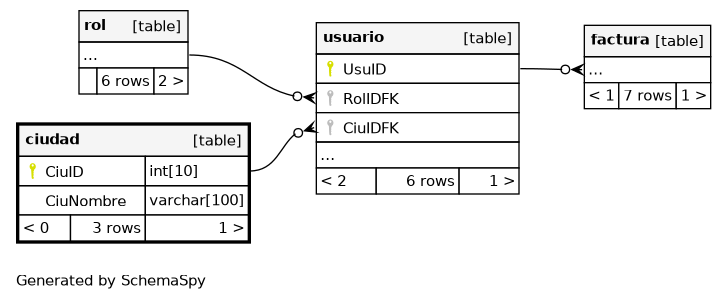 rol [table]
...
6 rows 2 >
usuario [table]
UsuID
RolIDFK
CiuIDFK
...
< 2 6 rows 1 >
factura [table]
...
< 1 7 rows 1 >
ciudad [table]
CiuID int[10]
CiuNombre varchar[100]
< 0 3 rows 1 >
Generated by SchemaSpy